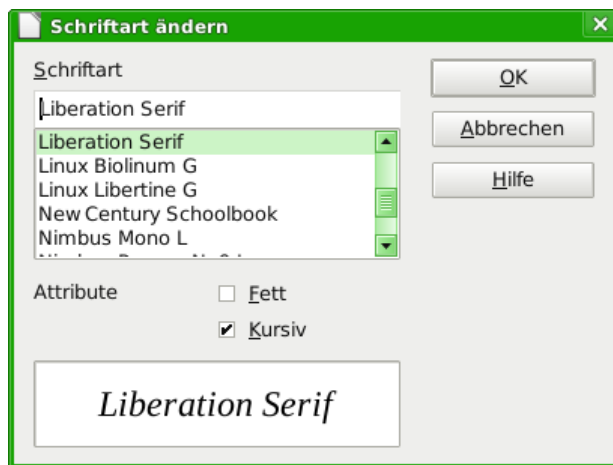 Schriftart ändern
Schriftart
Liberation Serif
Liberation Serif
Linux Biolinum G
Linux Libertine G
New Century Schoolbook
Nimbus Mono L
Attribute
Fett
Kursiv
Liberation Serif
OK
Abbrechen
Hilfe